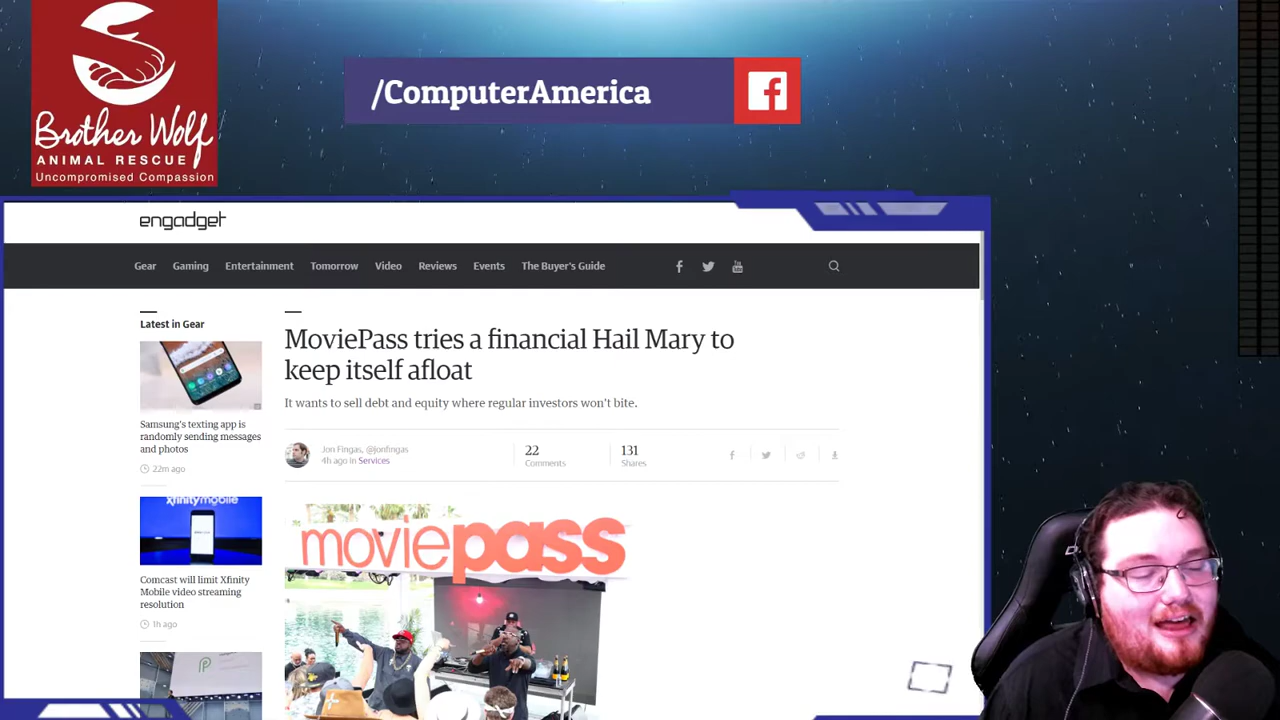 Brother Wolf
ANIMAL RESCUE
Uncompromised Compassion
/ComputerAmerica
engadget
Gear Gaming Entertainment Tomorrow Video Reviews Events The Buyer's Guide
Latest in Gear
Samsung's texting app is
randomly sending messages
and photos
22m ago
xfinity mobile
Comcast will limit Xfinity
Mobile video streaming
resolution
1h ago
MoviePass tries a financial Hail Mary to
keep itself afloat
It wants to sell debt and equity where regular investors won't bite.
Jon Fingas, @jonfingas
4h ago in Services
22
Comments
131
Shares
moviepass